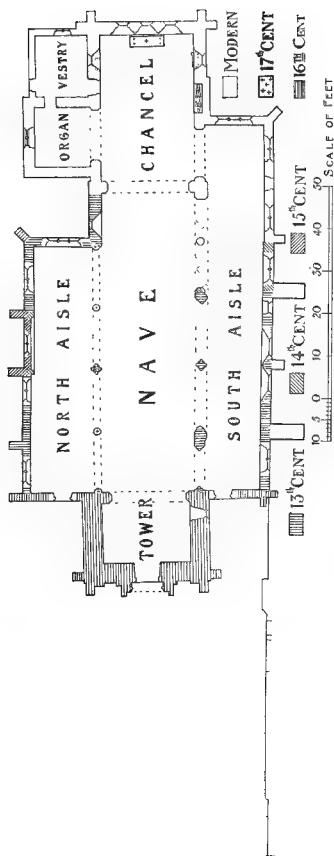 ORGAN
VESTRY
NORTH AISLE
TOWER
NAVE
CHANCEL
SOUTH AISLE
13th CENT
14th CENT
15th CENT
MODERN
17th CENT
16TH CENT
10 5 0 10 20 30 40 50
SCALE OF FEET